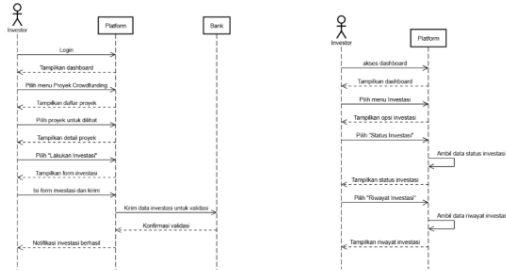 Investor
Platform
Bank
Login
Tampilkan dashboard
Pilih menu Proyek Crowdfunding
Tampilkan daftar proyek
Pilih proyek untuk dilihat
Tampilkan detail proyek
Pilih "Lakukan Investasi"
Tampilkan form investasi
Isi form investasi dan kirim
Kirim data investasi untuk validasi
Konfirmasi validasi
Notifikasi investasi berhasil
Investor
Platform
akses dashboard
Tampilkan dashboard
Pilih menu Investasi
Tampilkan opsi investasi
Pilih "Status Investasi"
Ambil data status investasi
Tampilkan status investasi
Pilih "Riwayat Investasi"
Ambil data riwayat investasi
Tampilkan riwayat investasi